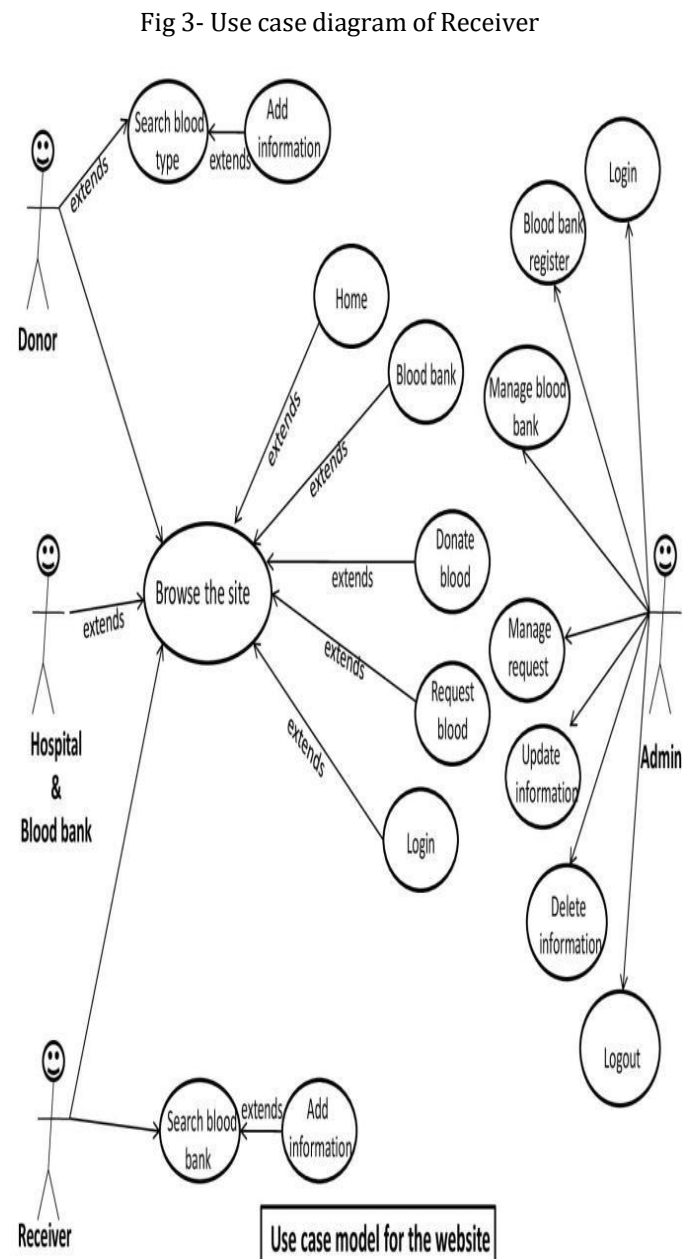 Fig 3- Use case diagram of Receiver
Search blood
type
Add
information
extends
extends
Donor
Login
Blood bank
register
Home
Blood bank
Manage blood
bank
extends
extends
Browse the site
extends
Donate
blood
extends
Hospital
&
Blood bank
Manage
request
extends
Request
blood
extends
Login
Update
information
Admin
Delete
information
Logout
Search blood
bank
extends
Add
information
Receiver
Use case model for the website